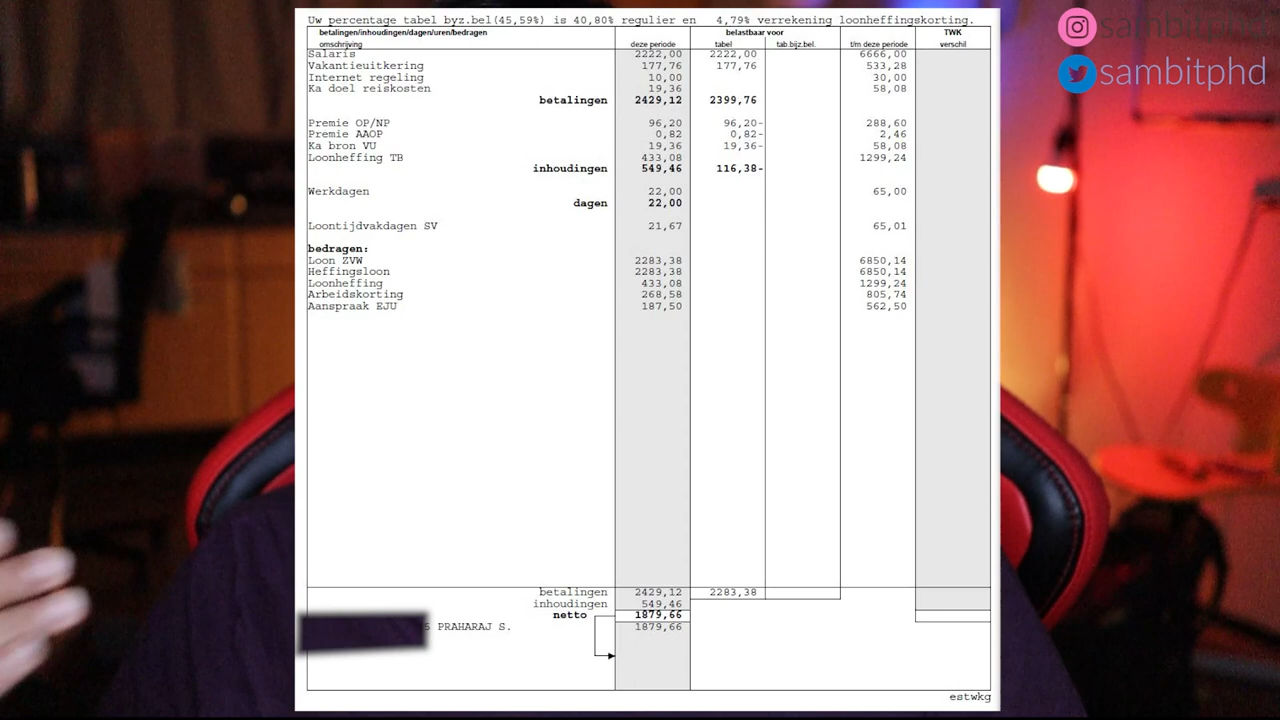 Uw percentage tabel byz.bel(45,59%) is 40,80% regulier en 4,79% verrekening loonheffingskorting.
betalingen/inhoudingen/dagen/uren/bedragen belastbaar voor TWK
omschrijving deze periode tabel tab.bijz.bel. t/m deze periode verschil
Salaris 2222,00 2222,00 6666,00
Vakantieuitkering 177,76 177,76 533,28
Internet regeling 10,00 30,00
Ka doel reiskosten 19,36 58,08
betalingen 2429,12 2399,76
Premie OP/NP 96,20 96,20- 288,60
Premie AAOP 0,82 0,82- 2,46
Ka bron VU 19,36 19,36- 58,08
Loonheffing TB 433,08 1299,24
inhoudingen 549,46 116,38-
Werkdagen 22,00 65,00
dagen 22,00
Loontijdvakdagen SV 21,67 65,01
bedragen:
Loon ZVW 2283,38 6850,14
Heffingsloon 2283,38 6850,14
Loonheffing 433,08 1299,24
Arbeidskorting 268,58 805,74
Aanspraak EJU 187,50 562,50
betalingen 2429,12 2283,38
inhoudingen 549,46
netto 1879,66
PRAHARAJ S. 1879,66
estwkg
sambitphd
sambitphd